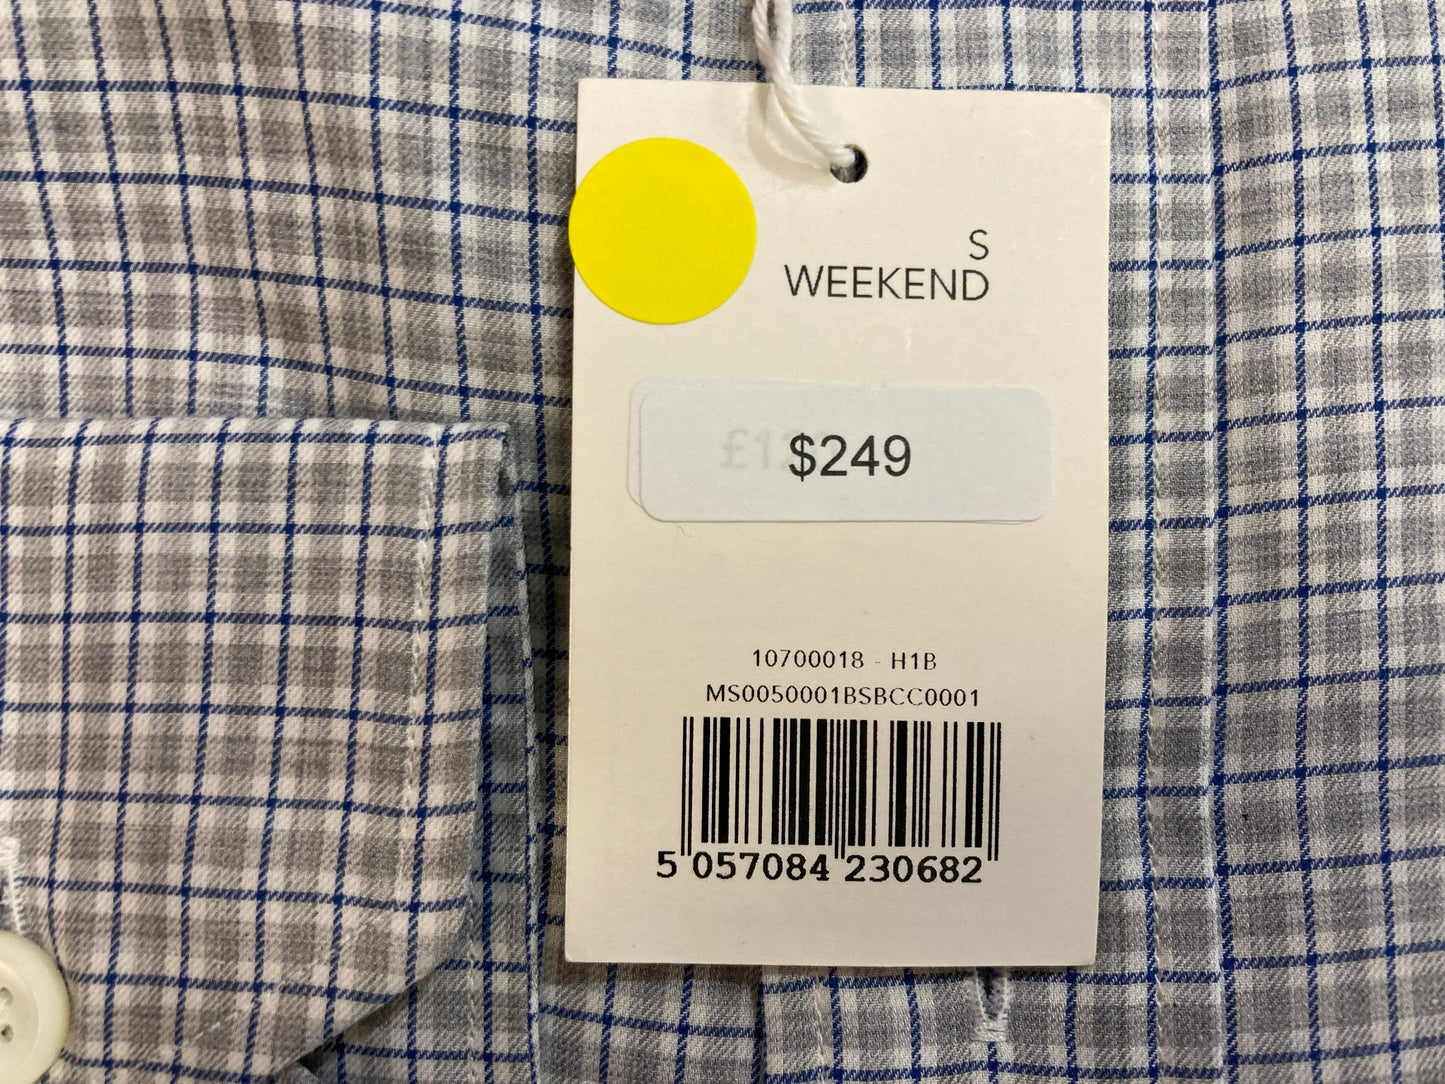 S
WEEKEND
$249
10700018 - H1B
MS0050001BSBCC0001
5 057084 230682